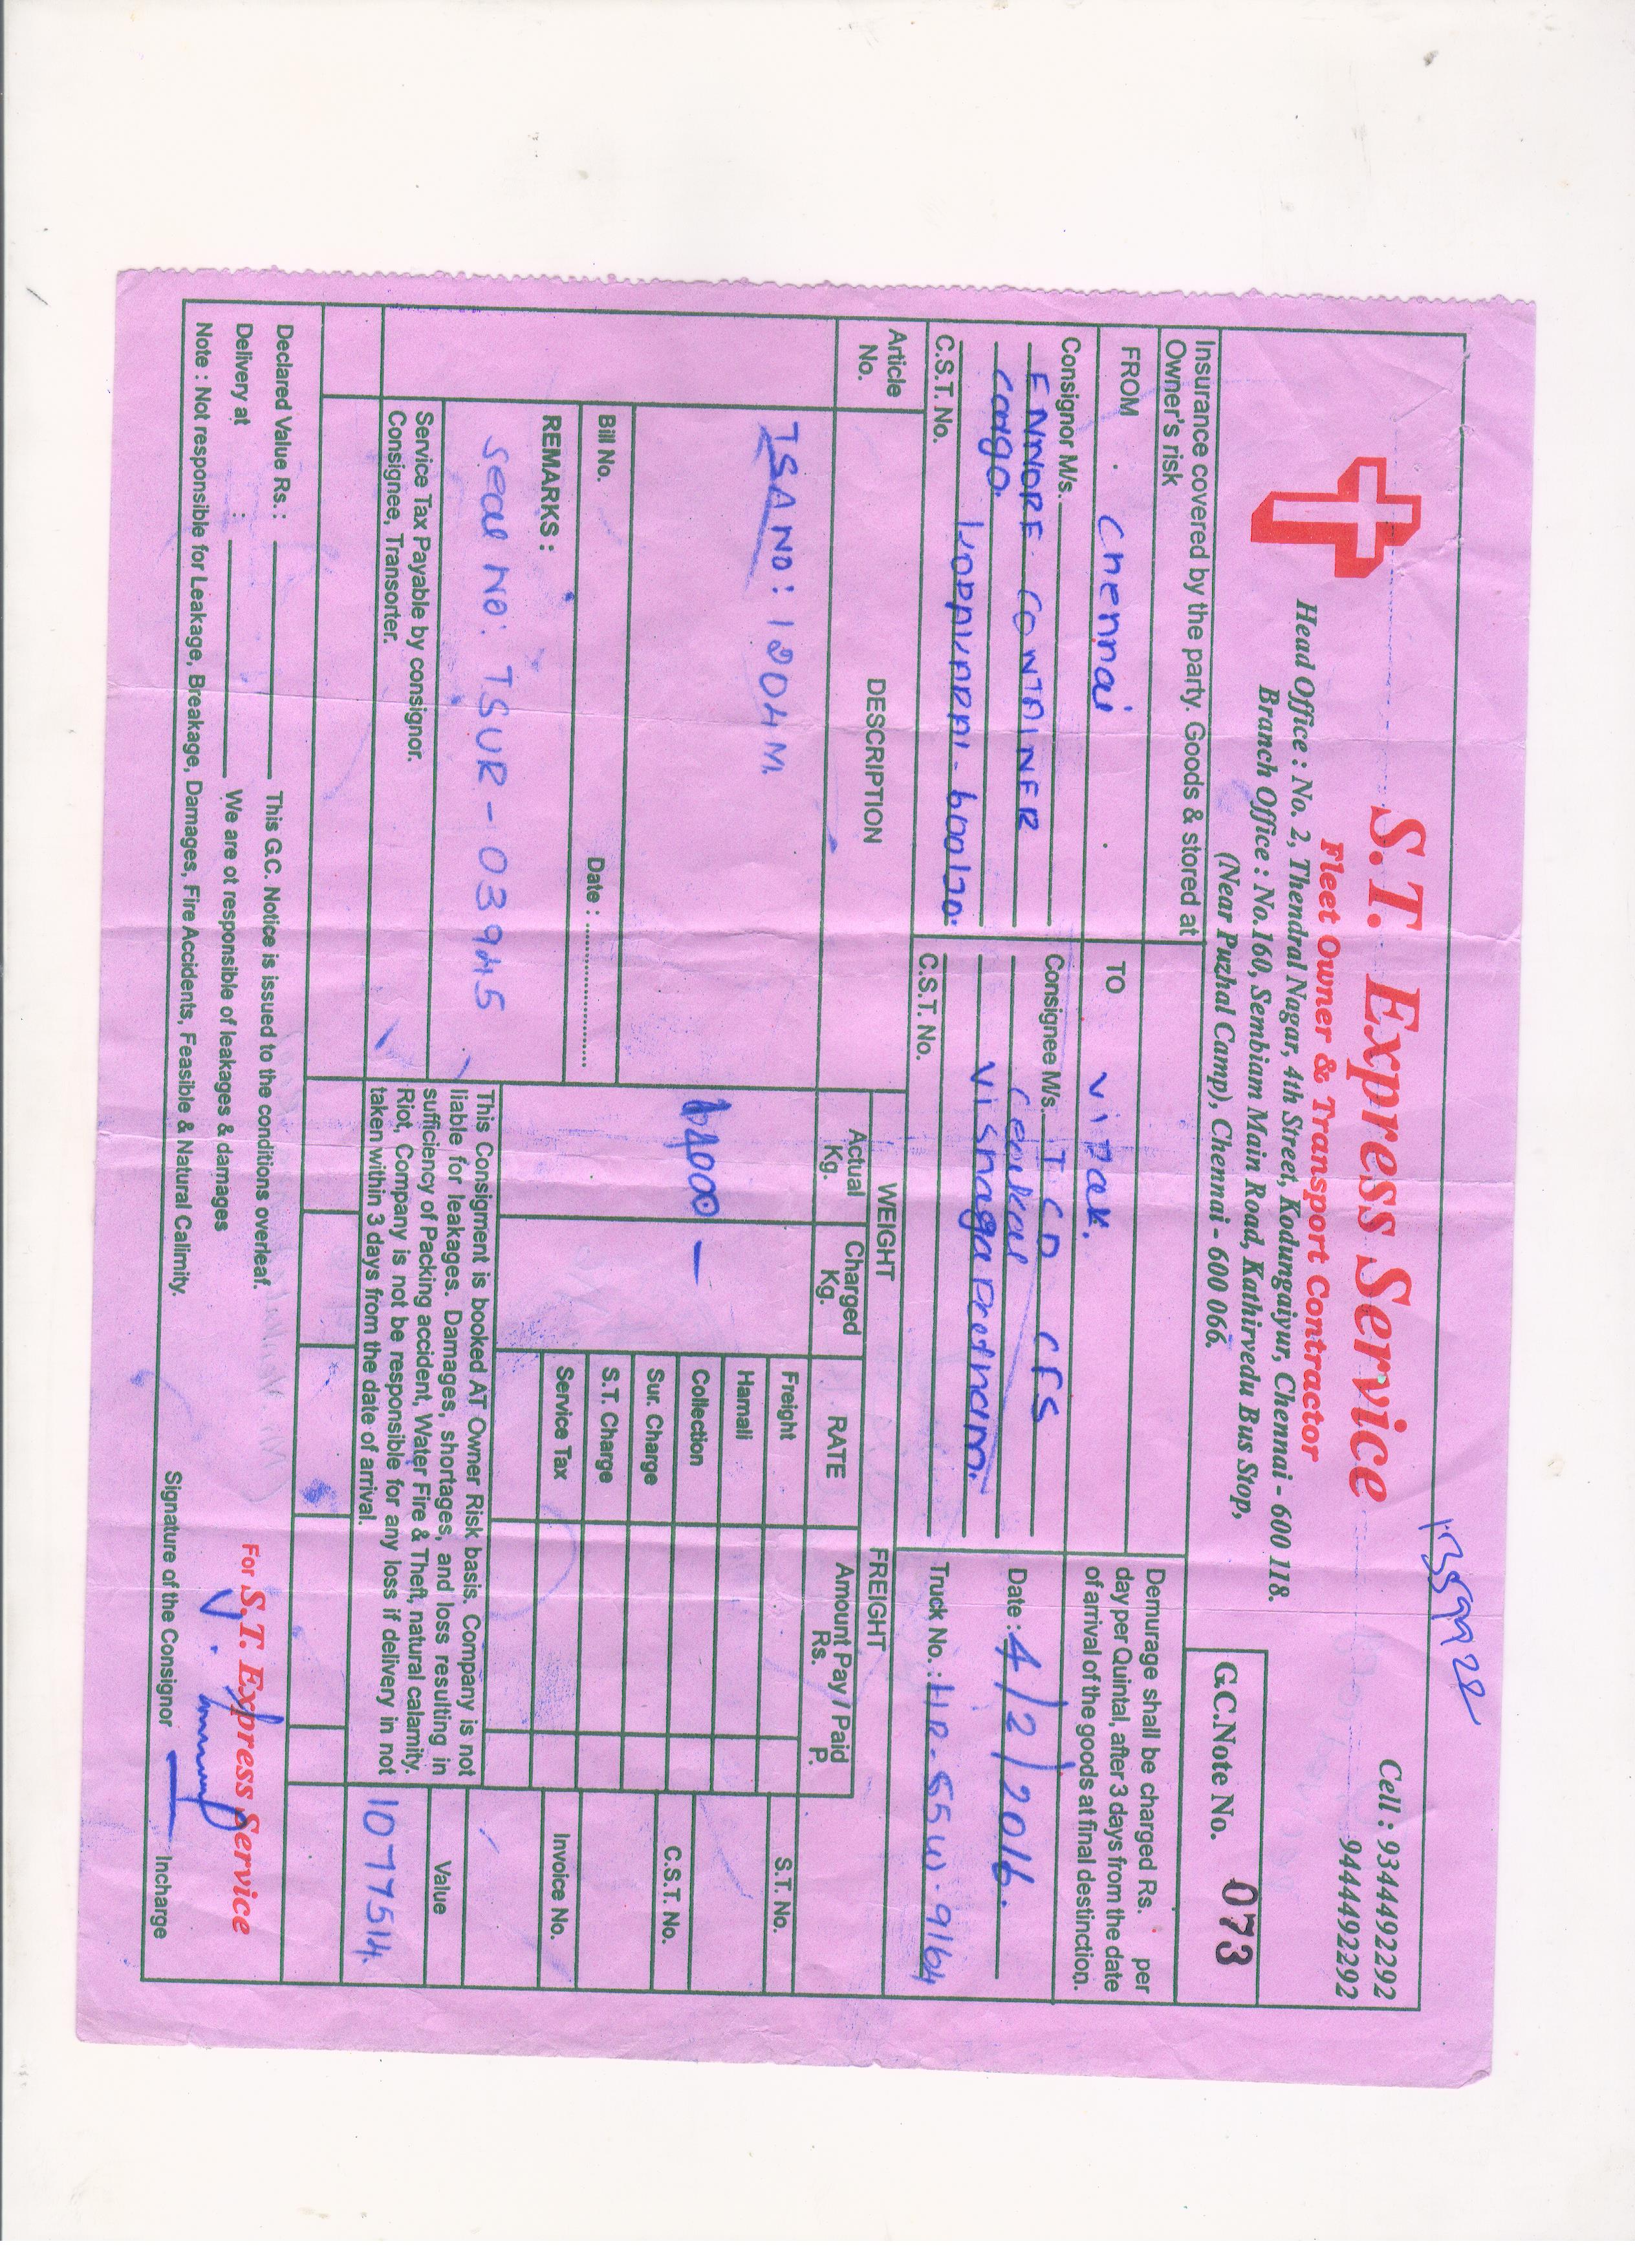 1359922
S.T. Express Service
Cell : 9344492292
9444492292
Fleet Owner & Transport Contractor
Head Office : No. 2, Thendral Nagar, 4th Street, Kodungaiyur, Chennai - 600 118.
Branch Office : No.160, Sembiam Main Road, Kathirvedu Bus Stop,
(Near Puzhal Camp), Chennai - 600 066.
G.C.Note No. 073
Insurance covered by the party. Goods & stored at
Owner's risk
Demurage shall be charged Rs. per
day per Quintal, after 3 days from the date
of arrival of the goods at final destinction.
FROM Chennai
TO Vizak.
Consignor M/s.
ENNORE CONTAINER
Cargo.
600120.
C.S.T. No.
Consignee M/s. ICD CFS
C.S.T. No.
Date : 4/2/2016.
Truck No. : HR-55W-9164
Article
No.
DESCRIPTION
WEIGHT
Actual
Kg.
Charged
Kg.
FREIGHT
RATE
Amount Pay / Paid
Rs. P.
TSA NO: 1204M.
64000 —
Freight
Hamali
Collection
Sur. Charge
S.T. Charge
Service Tax
S.T. No.
C.S.T. No.
Invoice No.
Value
1077514.
Bill No. Date : ........................
REMARKS :
Seal NO: TSUR-03945
Service Tax Payable by consignor.
Consignee, Transorter.
This Consigment is booked AT Owner Risk basis. Company is not
liable for leakages. Damages, shortages, and loss resulting in
sufficiency of Packing accident, Water Fire & Theft, natural calamity.
Riot, Company is not be responsible for any loss if delivery in not
taken within 3 days from the date of arrival.
Declared Value Rs. : This G.C. Notice is issued to the conditions overleaf.
Delivery at : We are ot responsible of leakages & damages
Note : Not responsible for Leakage, Breakage, Damages, Fire Accidents, Feasible & Natural Calimity.
For S.T. Express Service
Signature of the Consignor Incharge